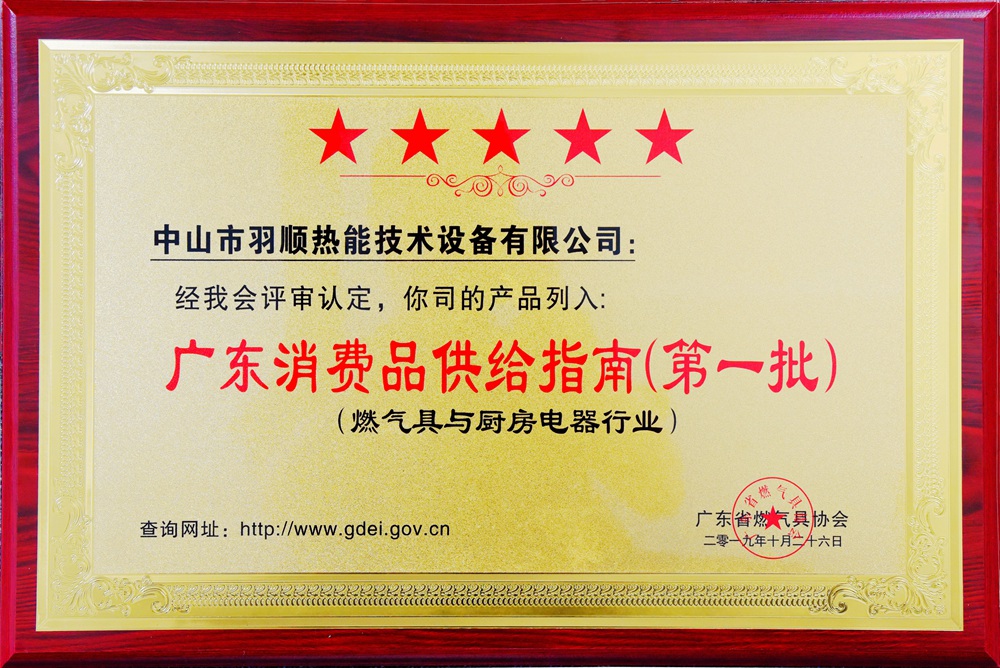 中山市羽顺热能技术设备有限公司:
经我会评审认定，你司的产品列入:
广东消费品供给指南(第一批)
(燃气具与厨房电器行业)
查询网址：http://www.gdei.gov.cn
广东省燃气具协会
二零一九年十月二十六日